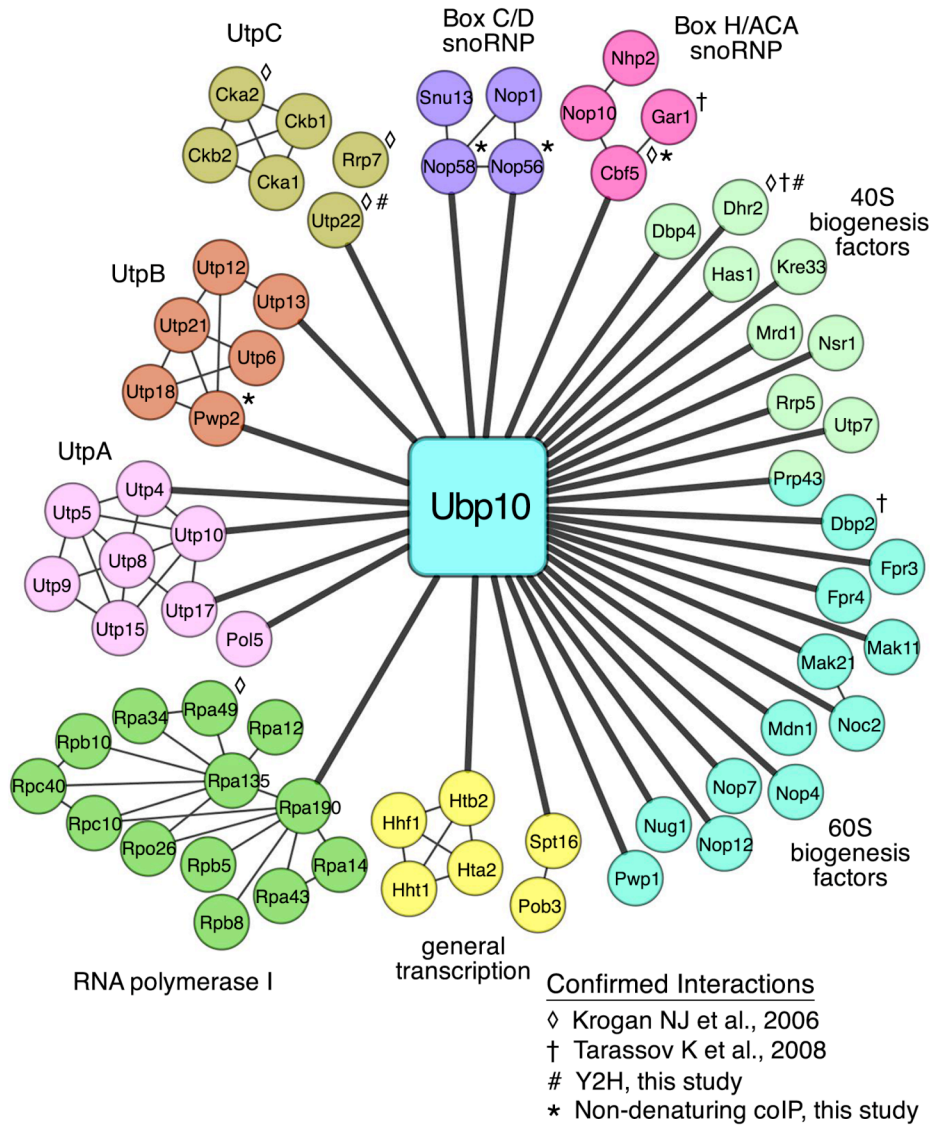 UtpC
Cka2 ◊
Ckb1
Ckb2
Cka1
Rrp7 ◊
Utp22 ◊ #
Box C/D
snoRNP
Snu13
Nop1
Nop58 *
Nop56 *
Box H/ACA
snoRNP
Nhp2
Nop10
Gar1 †
Cbf5 ◊ *
40S
biogenesis
factors
Dbp4
Dhr2 ◊ † #
Has1
Kre33
Mrd1
Nsr1
Rrp5
Utp7
Prp43
UtpB
Utp12
Utp13
Utp21
Utp6
Utp18
Pwp2 *
Ubp10
UtpA
Utp4
Utp5
Utp10
Utp8
Utp9
Utp17
Utp15
Pol5
Dbp2 †
Fpr3
Fpr4
Mak11
Mak21
Noc2
Mdn1
Nop4
Nop7
Nop12
Nug1
Pwp1
60S
biogenesis
factors
Rpa49 ◊
Rpa34
Rpa12
Rpb10
Rpa135
Rpc40
Rpa190
Rpc10
Rpo26
Rpb5
Rpa14
Rpa43
Rpb8
RNA polymerase I
Htb2
Hhf1
Hta2
Hht1
Spt16
Pob3
general
transcription
Confirmed Interactions
◊ Krogan NJ et al., 2006
† Tarassov K et al., 2008
# Y2H, this study
* Non-denaturing coIP, this study